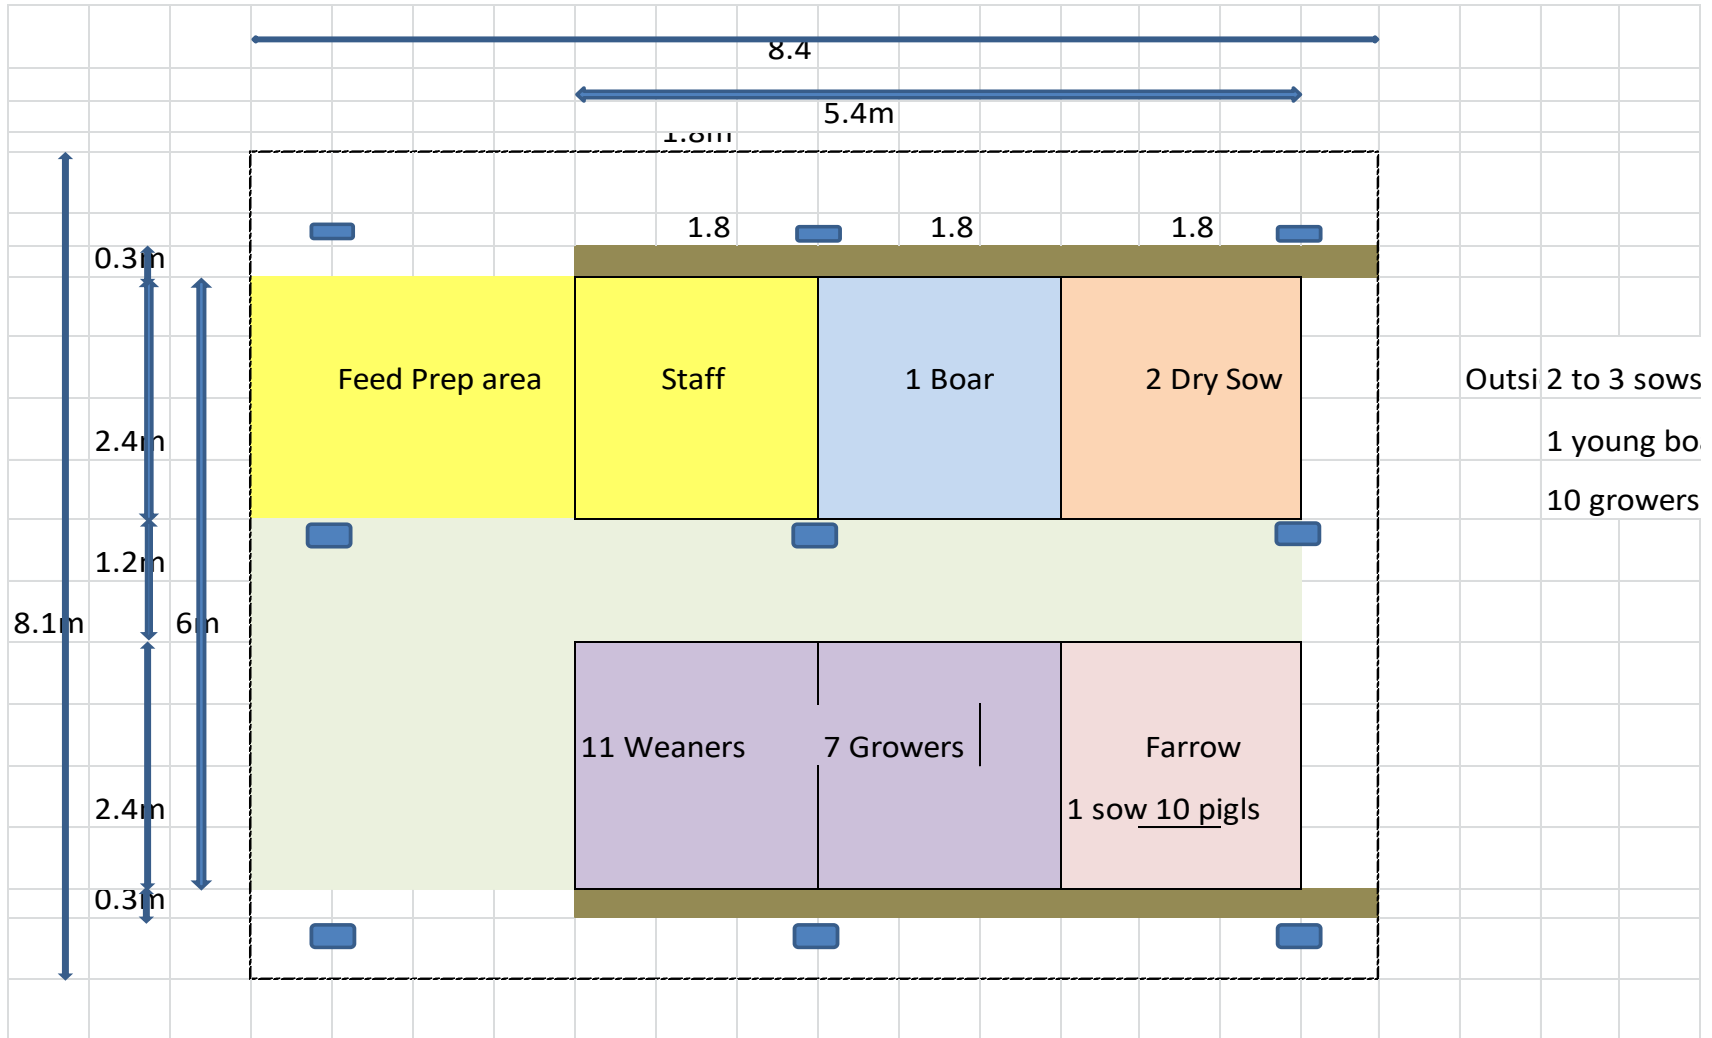 8.4
5.4m
1.8m
1.8 1.8 1.8
0.3m
Feed Prep area Staff 1 Boar 2 Dry Sow Outsi 2 to 3 sows
2.4m 1 young bo
10 growers
1.2m
8.1m 6m
11 Weaners 7 Growers Farrow
2.4m 1 sow 10 pigls
0.3m